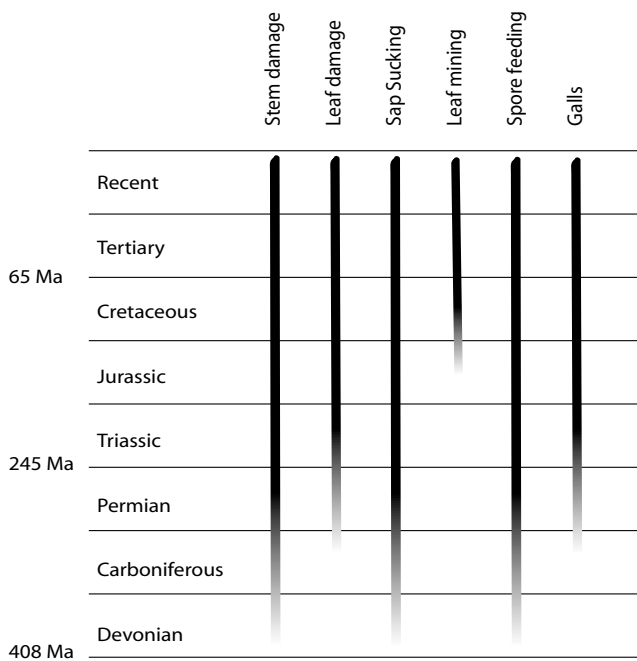 Stem damage
Leaf damage
Sap Sucking
Leaf mining
Spore feeding
Galls
Recent
Tertiary
65 Ma
Cretaceous
Jurassic
Triassic
245 Ma
Permian
Carboniferous
Devonian
408 Ma